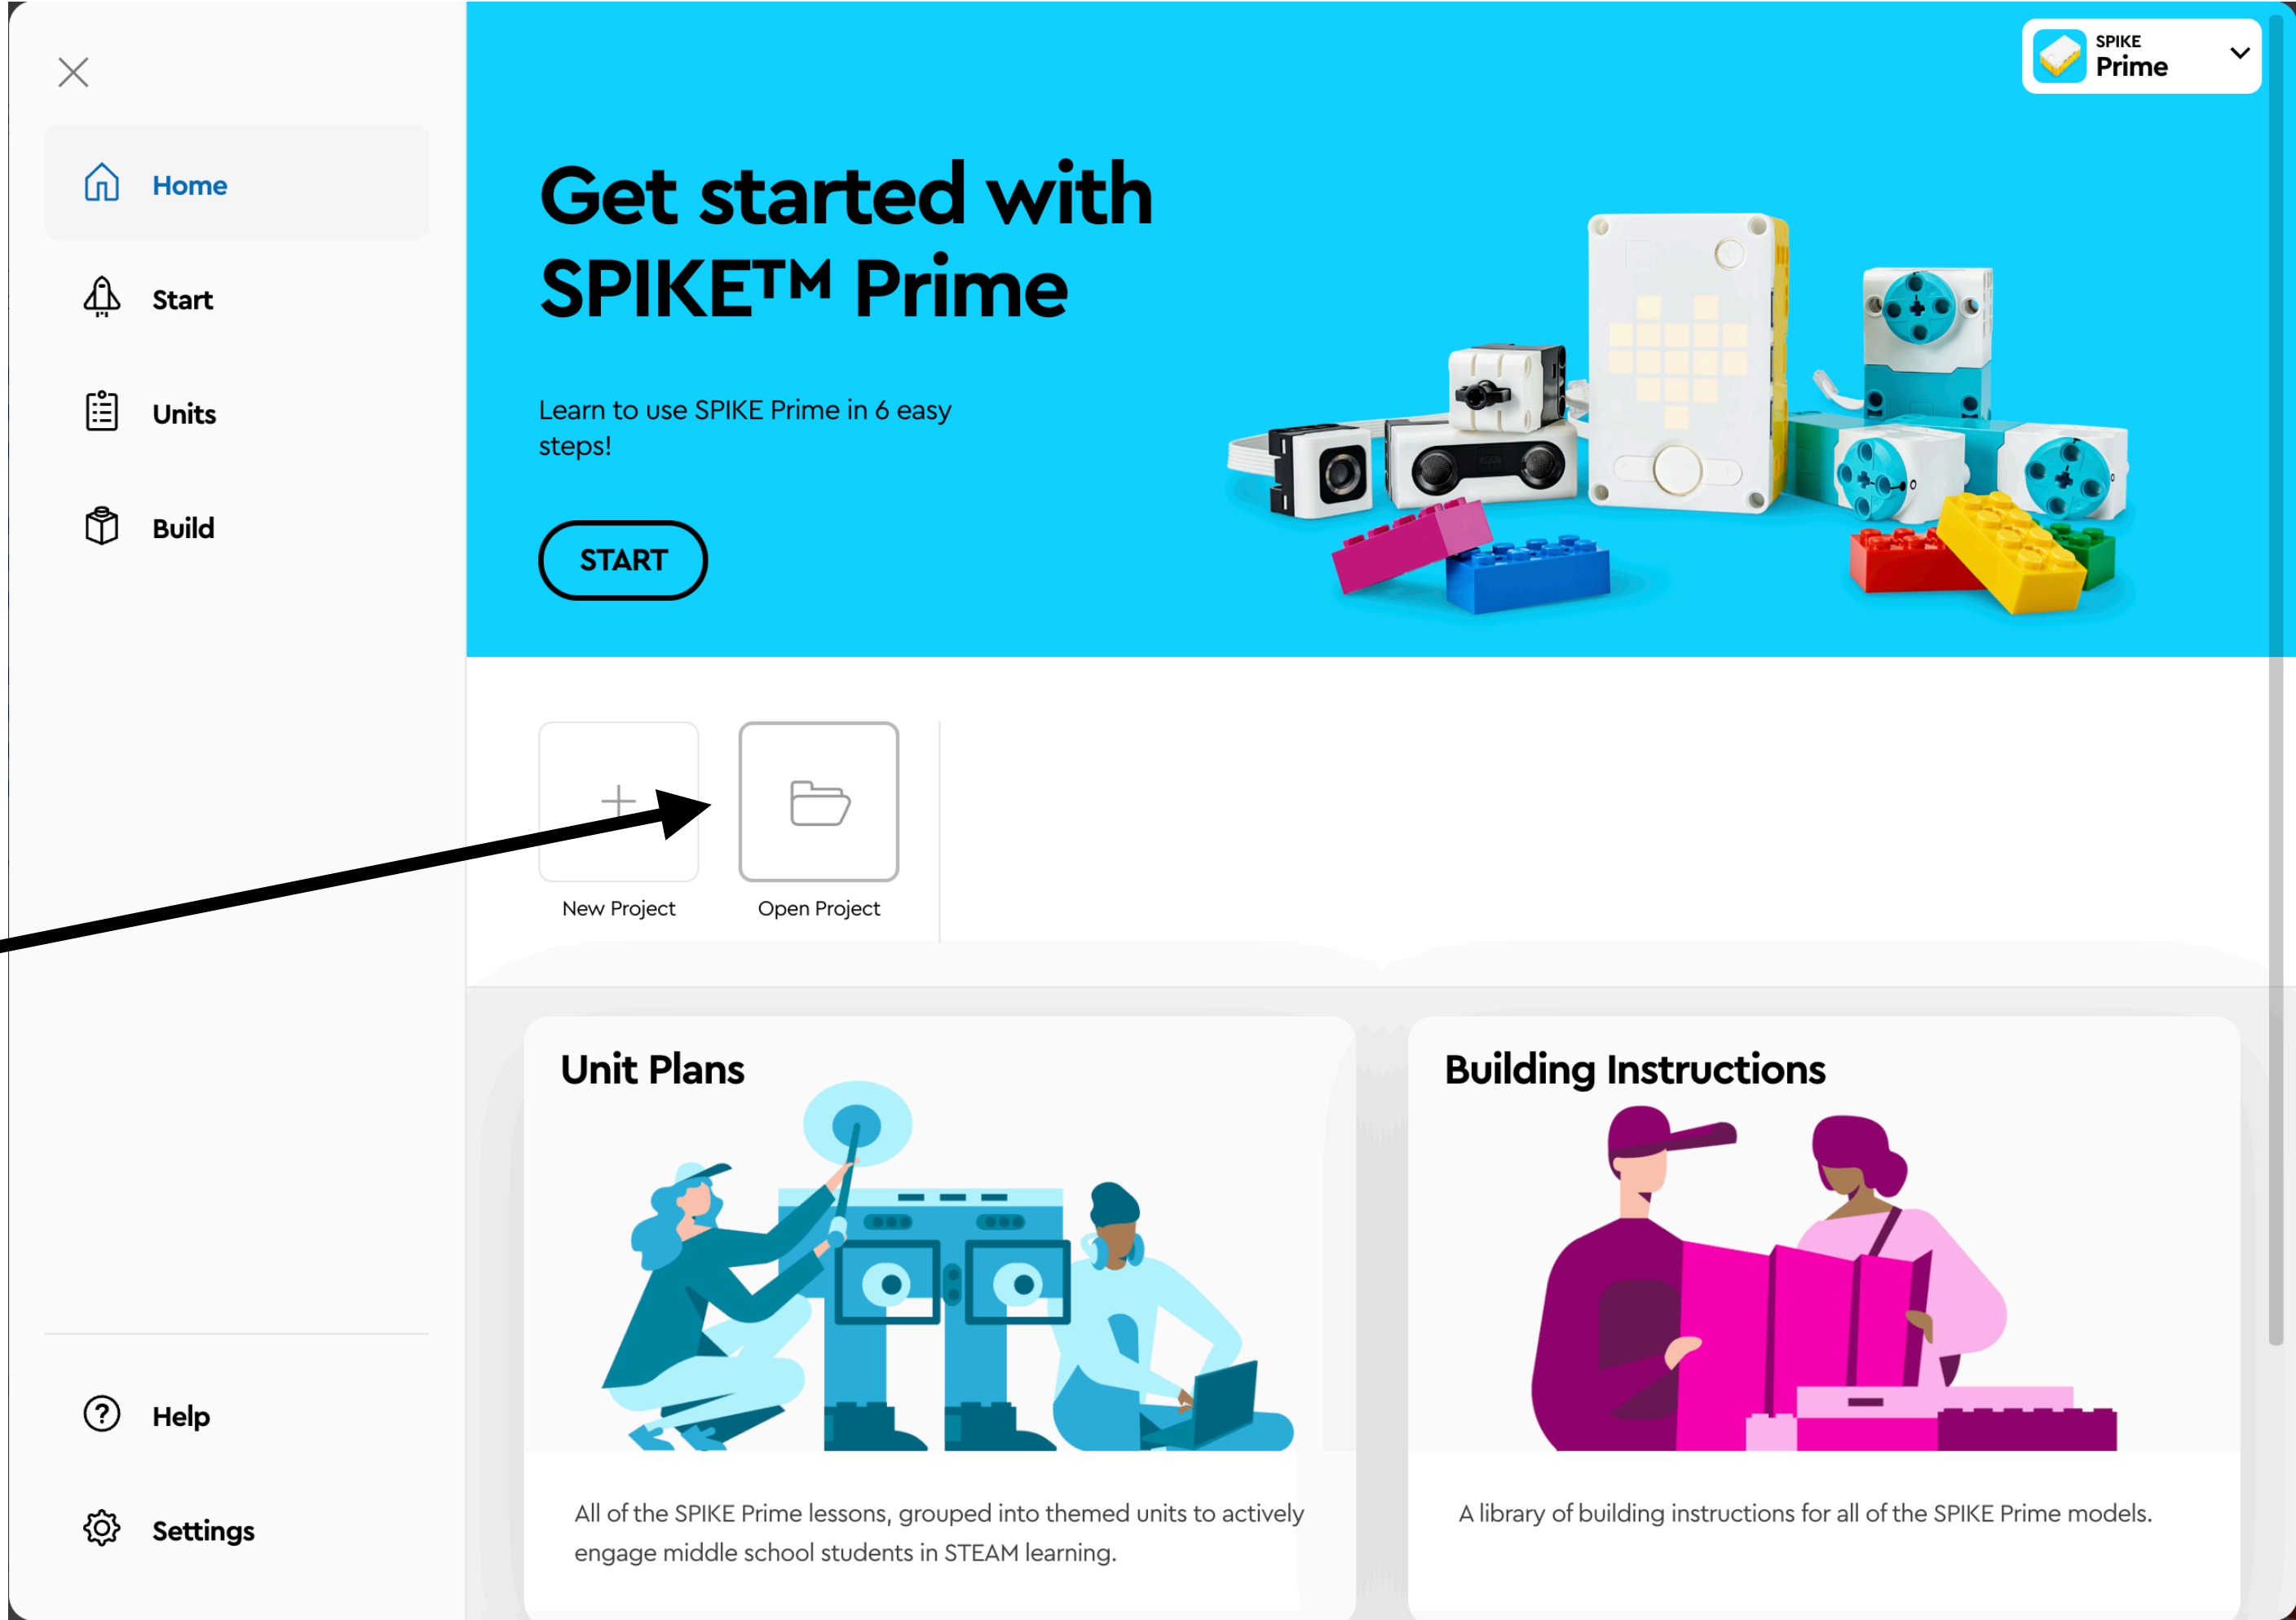 Home
Start
Units
Build
Help
Settings
SPIKE
Prime
Get started with
SPIKE™ Prime
Learn to use SPIKE Prime in 6 easy
steps!
START
New Project
Open Project
Unit Plans
All of the SPIKE Prime lessons, grouped into themed units to actively
engage middle school students in STEAM learning.
Building Instructions
A library of building instructions for all of the SPIKE Prime models.